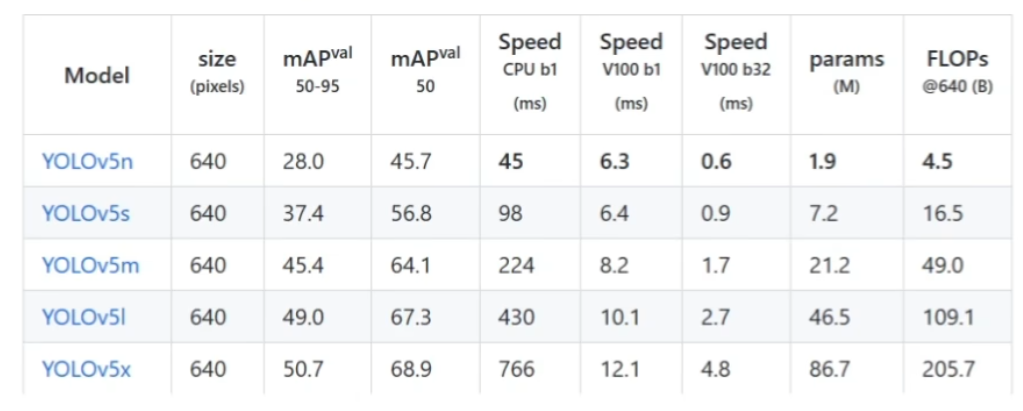 Model size (pixels) mAPval 50-95 mAPval 50 Speed CPU b1 (ms) Speed V100 b1 (ms) Speed V100 b32 (ms) params (M) FLOPs @640 (B)
YOLOv5n 640 28.0 45.7 45 6.3 0.6 1.9 4.5
YOLOv5s 640 37.4 56.8 98 6.4 0.9 7.2 16.5
YOLOv5m 640 45.4 64.1 224 8.2 1.7 21.2 49.0
YOLOv5l 640 49.0 67.3 430 10.1 2.7 46.5 109.1
YOLOv5x 640 50.7 68.9 766 12.1 4.8 86.7 205.7